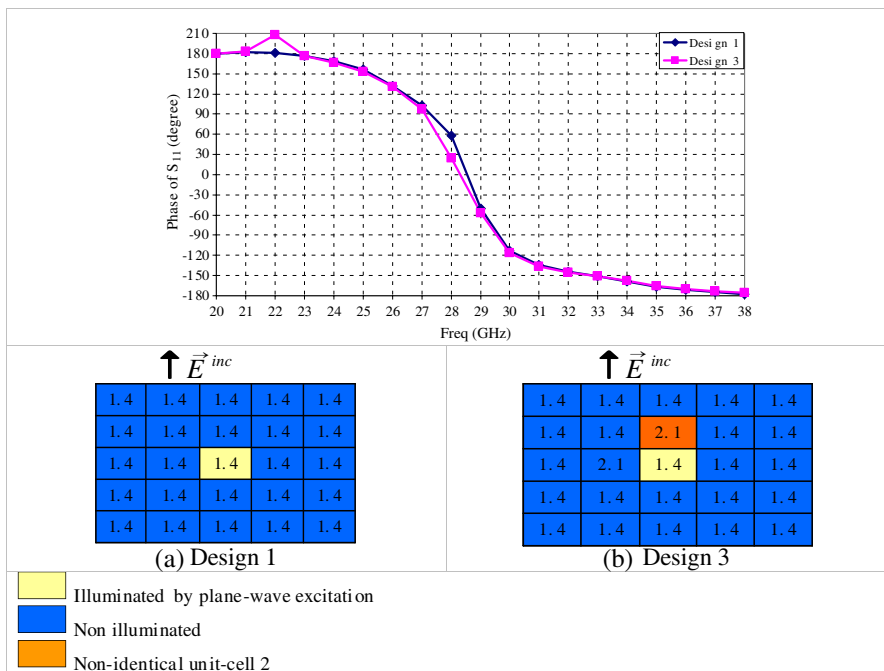 210
180
150
120
90
60
30
0
-30
-60
-90
-120
-150
-180
Phase of S11 (degree)
Desi gn 1
Desi gn 3
20 21 22 23 24 25 26 27 28 29 30 31 32 33 34 35 36 37 38
Freq (GHz)
E inc
1.4 1.4 1.4 1.4 1.4
1.4 1.4 1.4 1.4 1.4
1.4 1.4 1.4 1.4 1.4
1.4 1.4 1.4 1.4 1.4
1.4 1.4 1.4 1.4 1.4
(a) Design 1
E inc
1.4 1.4 1.4 1.4 1.4
1.4 1.4 2.1 1.4 1.4
1.4 2.1 1.4 1.4 1.4
1.4 1.4 1.4 1.4 1.4
1.4 1.4 1.4 1.4 1.4
(b) Design 3
Illuminated by plane-wave excitation
Non illuminated
Non-identical unit-cell 2